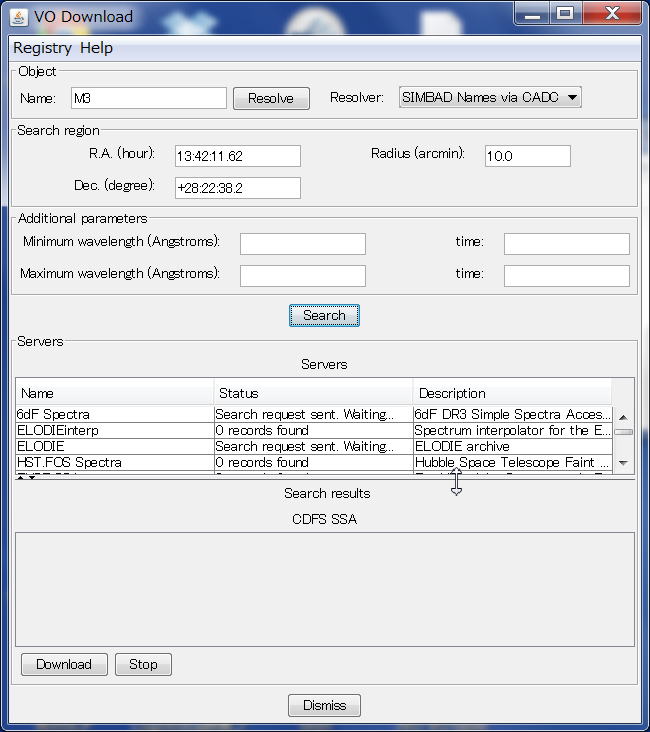 VO Download
Registry Help
Object
Name: M3 Resolve Resolver: SIMBAD Names via CADC
Search region
R.A. (hour): 13:42:11.62 Radius (arcmin): 10.0
Dec. (degree): +28:22:38.2
Additional parameters
Minimum wavelength (Angstroms): time:
Maximum wavelength (Angstroms): time:
Search
Servers
Servers
Name Status Description
6dF Spectra Search request sent. Waiting... 6dF DR3 Simple Spectra Acces...
ELODIEinterp 0 records found Spectrum interpolator for the E...
ELODIE Search request sent. Waiting... ELODIE archive
HST.FOS Spectra 0 records found Hubble Space Telescope Faint ...
Search results
CDFS SSA
Download Stop
Dismiss